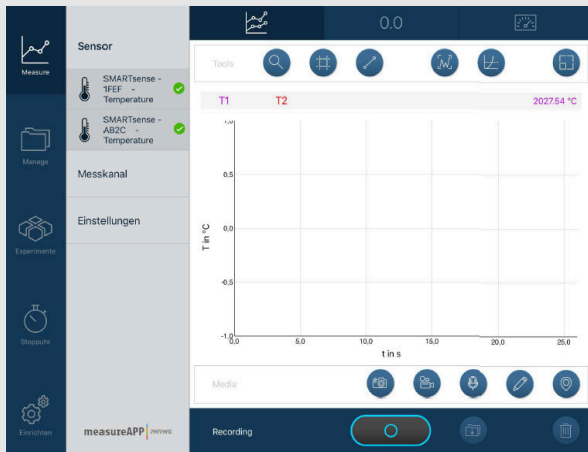 0.0
Measure
Manage
Experimente
Stoppuhr
Einrichten
Sensor
SMARTsense -
1FEF -
Temperature
SMARTsense -
AB2C -
Temperature
Messkanal
Einstellungen
measureAPP PHYWE
Tools
T1 T2 2027.54 °C
1,0
0,5
0,0
-0,5
-1,0
T in °C
0,0 5,0 10,0 15,0 20,0 25,0
t in s
Media
Recording